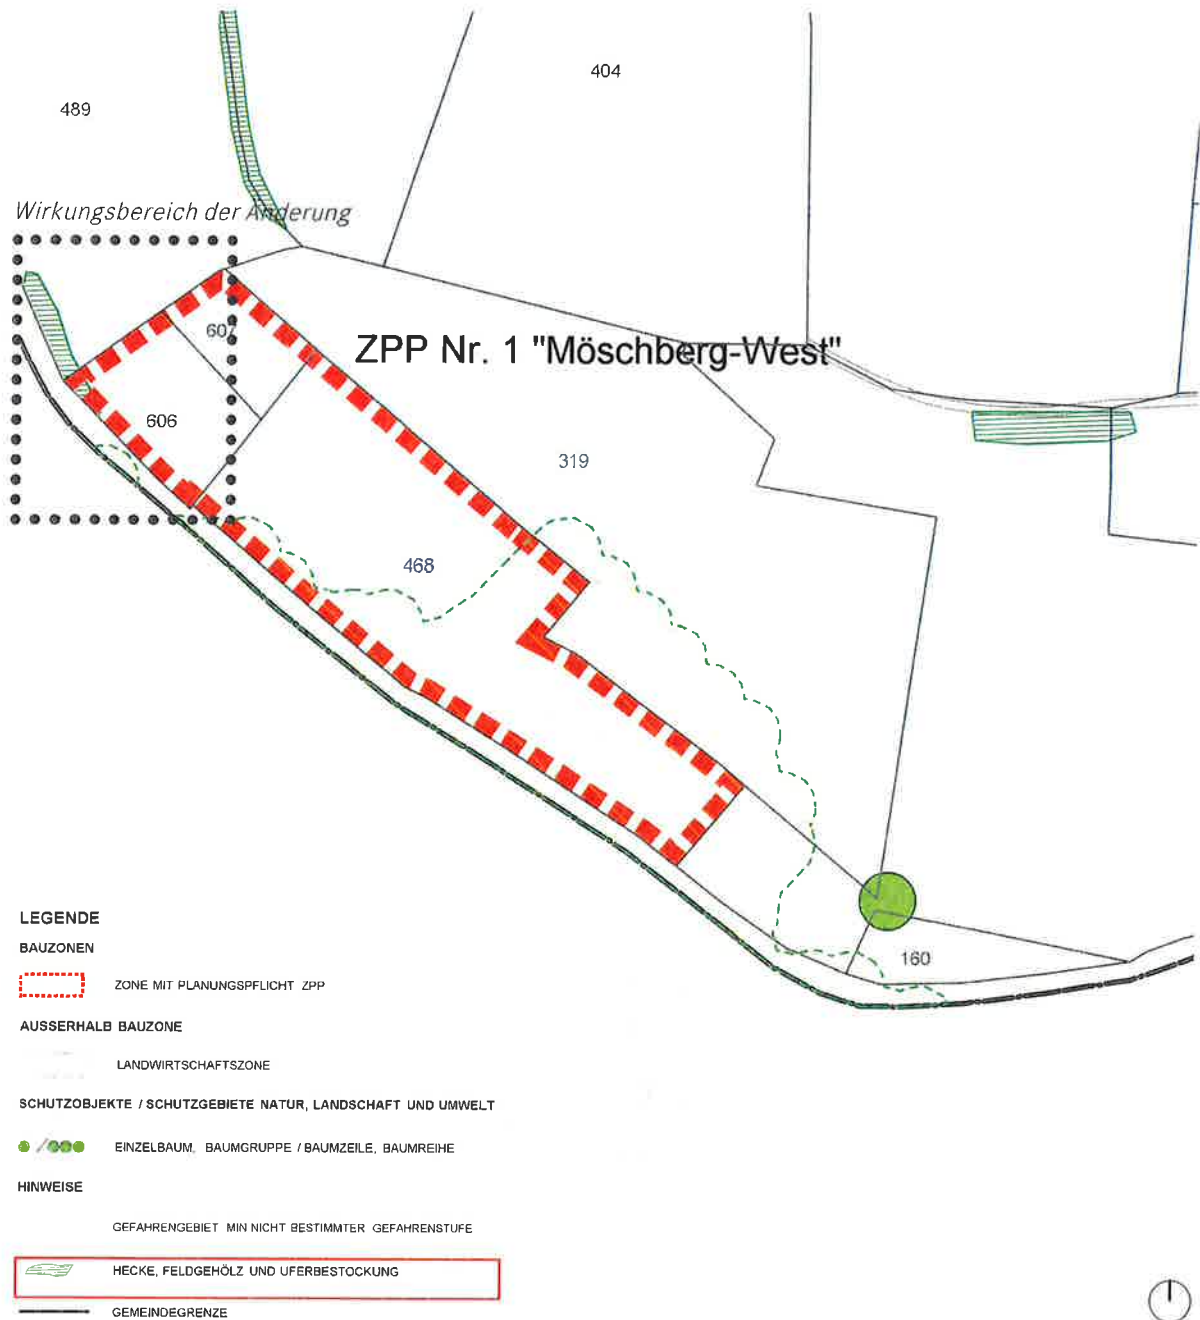 404
489
Wirkungsbereich der Änderung
607
ZPP Nr. 1 "Möschberg-West"
606
319
468
160
LEGENDE
BAUZONEN
ZONE MIT PLANUNGSPFLICHT ZPP
AUSSERHALB BAUZONE
LANDWIRTSCHAFTSZONE
SCHUTZOBJEKTE / SCHUTZGEBIETE NATUR, LANDSCHAFT UND UMWELT
EINZELBAUM, BAUMGRUPPE / BAUMZEILE, BAUMREIHE
HINWEISE
GEFAHRENGEBIET MIN NICHT BESTIMMTER GEFAHRENSTUFE
HECKE, FELDGEHÖLZ UND UFERBESTOCKUNG
GEMEINDEGRENZE